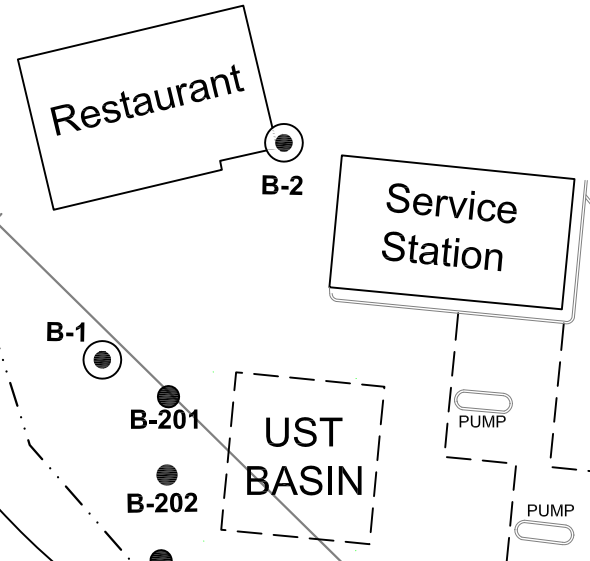 Restaurant
B-2
Service
Station
B-1
B-201
UST
BASIN
PUMP
B-202
PUMP